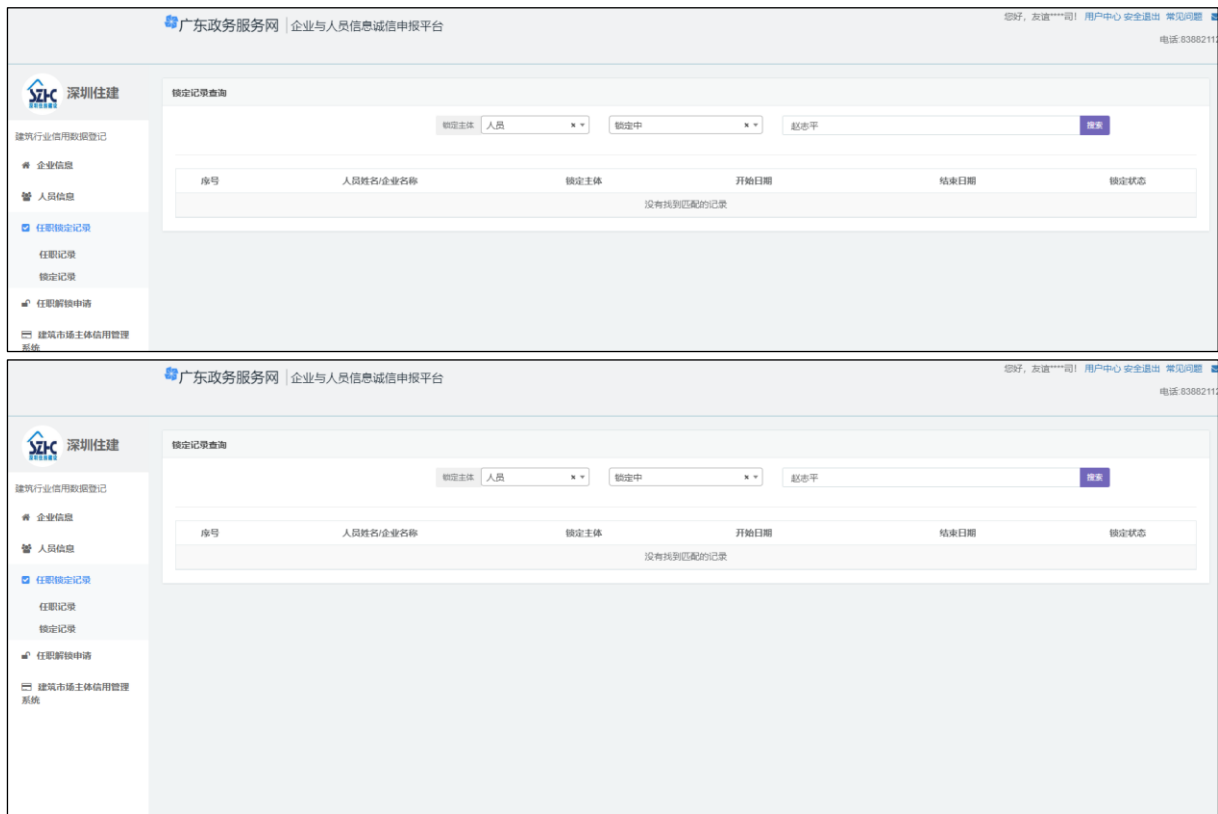 您好，友谊****司！ 用户中心 安全退出 常见问题
广东政务服务网 企业与人员信息诚信申报平台
电话:83882112
深圳住建
锁定记录查询
锁定主体 人员 × 锁定中 × 赵志平 搜索
建筑行业信用数据登记
企业信息
序号 人员姓名/企业名称 锁定主体 开始日期 结束日期 锁定状态
人员信息
没有找到匹配的记录
任职锁定记录
任职记录
锁定记录
任职解锁申请
建筑市场主体信用管理
系统
您好，友谊****司！ 用户中心 安全退出 常见问题
广东政务服务网 企业与人员信息诚信申报平台
电话:83882112
深圳住建
锁定记录查询
锁定主体 人员 × 锁定中 × 赵志平 搜索
建筑行业信用数据登记
企业信息
序号 人员姓名/企业名称 锁定主体 开始日期 结束日期 锁定状态
人员信息
没有找到匹配的记录
任职锁定记录
任职记录
锁定记录
任职解锁申请
建筑市场主体信用管理
系统